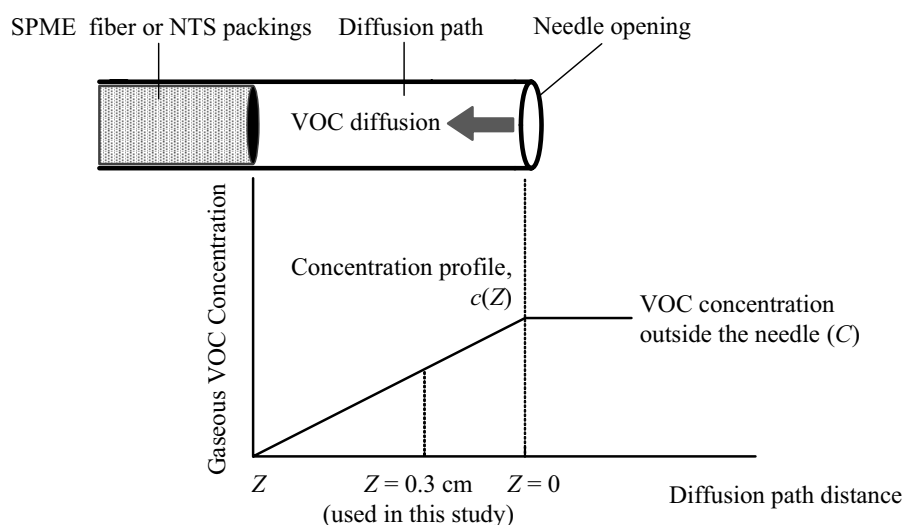 SPME fiber or NTS packings
Diffusion path
Needle opening
VOC diffusion
Gaseous VOC Concentration
Concentration profile,
c(Z)
VOC concentration
outside the needle (C)
Z
Z = 0.3 cm
(used in this study)
Z = 0
Diffusion path distance